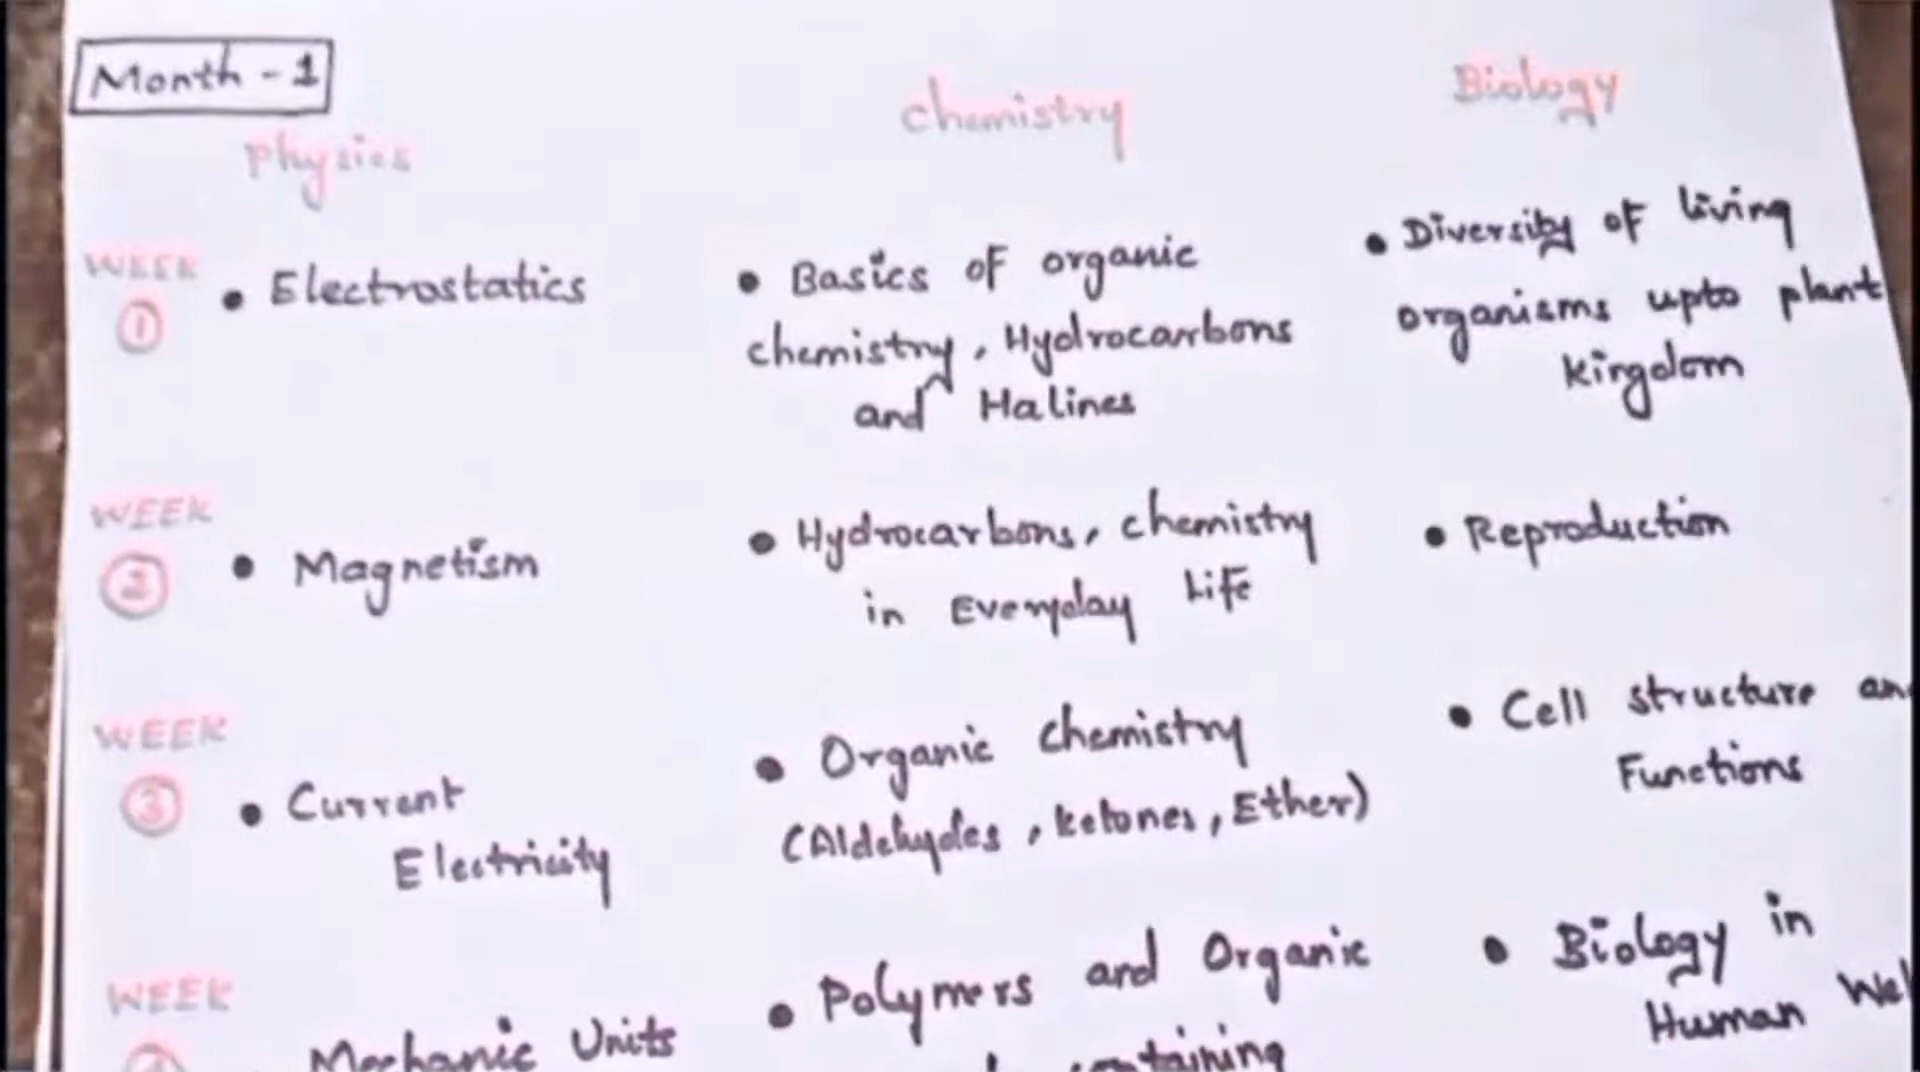 Month - 1
Physics
Chemistry
Biology
WEEK
1
• Electrostatics
• Basics of organic
chemistry, Hydrocarbons
and Halines
• Diversity of living
organisms upto plant
kingdom
WEEK
2
• Magnetism
• Hydrocarbons, chemistry
in Everyday Life
• Reproduction
WEEK
3
• Current
Electricity
• Organic chemistry
(Aldehydes, ketones, Ether)
• Cell structure
Functions
WEEK
Mechanic Units
• Polymers and Organic
containing
• Biology in
Human